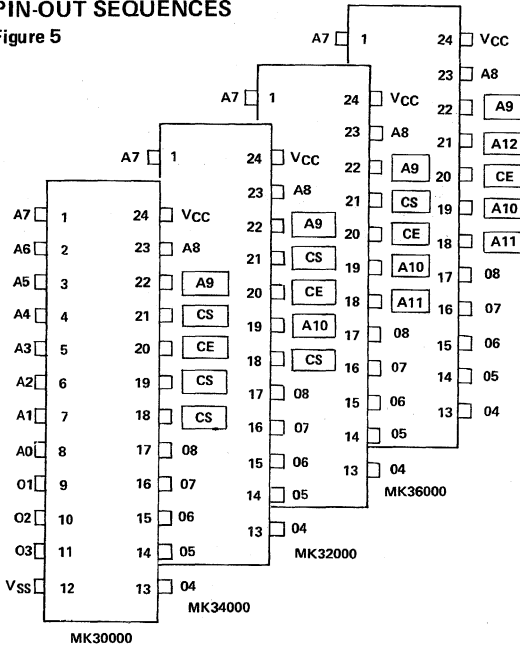 PIN-OUT SEQUENCES
Figure 5
A7 1 24 VCC
A6 2 23 A8
A5 3 22 A9
A4 4 21 CS
A3 5 20 CE
A2 6 19 CS
A1 7 18 CS
A0 8 17 08
O1 9 16 07
O2 10 15 06
O3 11 14 05
VSS 12 13 04
MK30000
A7 1 24 VCC
23 A8
22 A9
21 CS
20 CE
19 A10
18 CS
17 08
16 07
15 06
14 05
13 04
MK34000
A7 1 24 VCC
23 A8
22 A9
21 CS
20 CE
19 A10
18 A11
17 08
16 07
15 06
14 05
13 04
MK32000
A7 1 24 VCC
23 A8
22 A9
21 A12
20 CE
19 A10
18 A11
17 08
16 07
15 06
14 05
13 04
MK36000